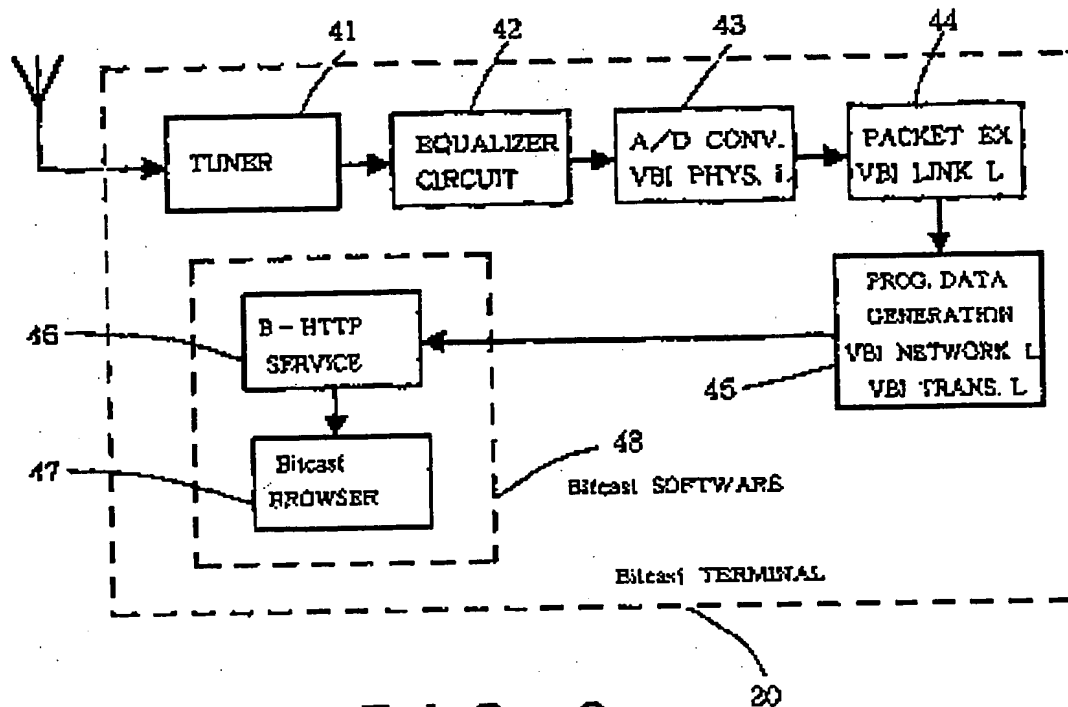 41
42
43
44
TUNER
EQUALIZER
CIRCUIT
A/D CONV.
VBI PHYS. L
PACKET EX
VBI LINK L
PROG. DATA
GENERATION
VBI NETWORK L
VBI TRANS. L
45
46
B-HTTP
SERVICE
47
Bitcast
BROWSER
48
Bitcast SOFTWARE
Bitcast TERMINAL
20